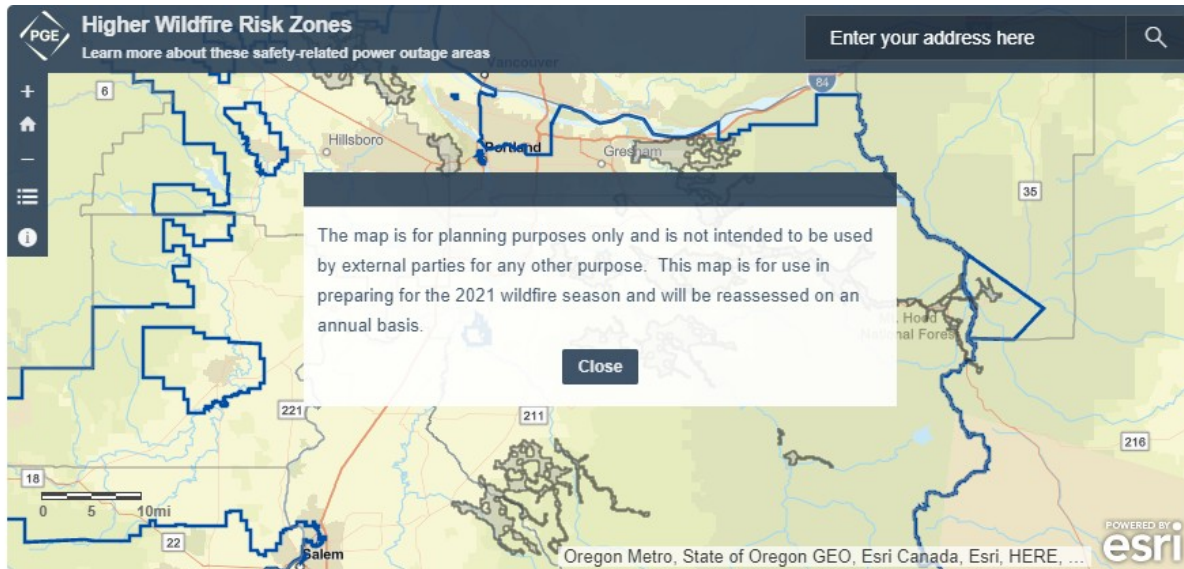 PGE
Higher Wildfire Risk Zones
Learn more about these safety-related power outage areas
Enter your address here
Vancouver
84
6
Hillsboro
Portland
Gresham
35
The map is for planning purposes only and is not intended to be used
by external parties for any other purpose. This map is for use in
preparing for the 2021 wildfire season and will be reassessed on an
annual basis.
Close
Mt. Hood
National Forest
221
211
216
18
0 5 10mi
22
Salem
Oregon Metro, State of Oregon GEO, Esri Canada, Esri, HERE, ...
POWERED BY
esri